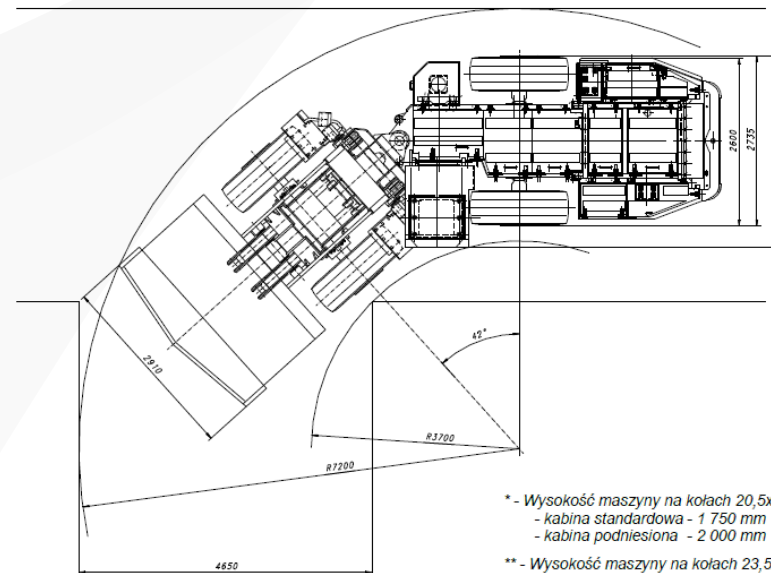 2600
2735
42°
2910
R3700
R7200
4650
* - Wysokość maszyny na kołach 20,5x
- kabina standardowa - 1 750 mm
- kabina podniesiona - 2 000 mm
** - Wysokość maszyny na kołach 23,5